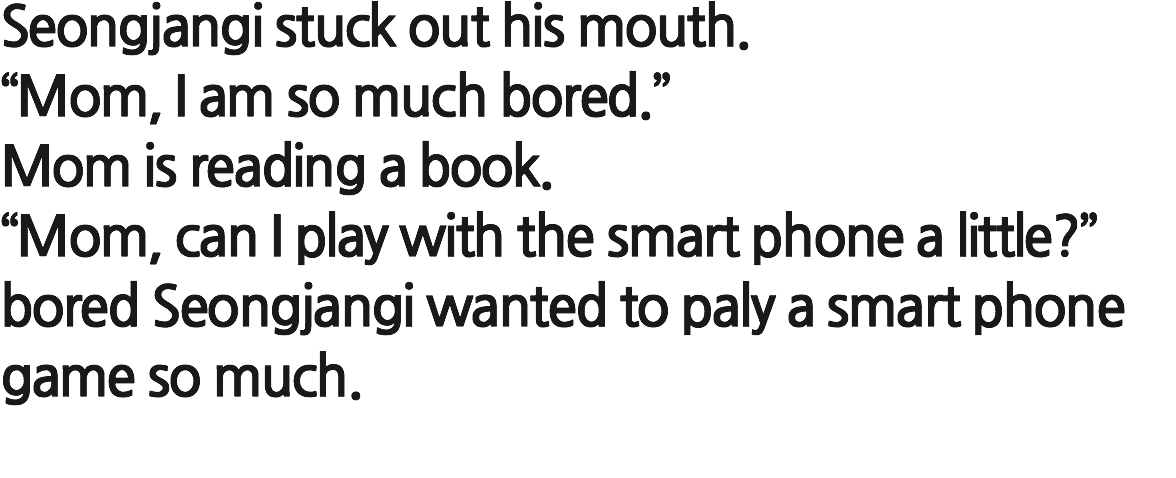 Seongjangi stuck out his mouth.
“Mom, I am so much bored.”
Mom is reading a book.
“Mom, can I play with the smart phone a little?”
bored Seongjangi wanted to paly a smart phone
game so much.